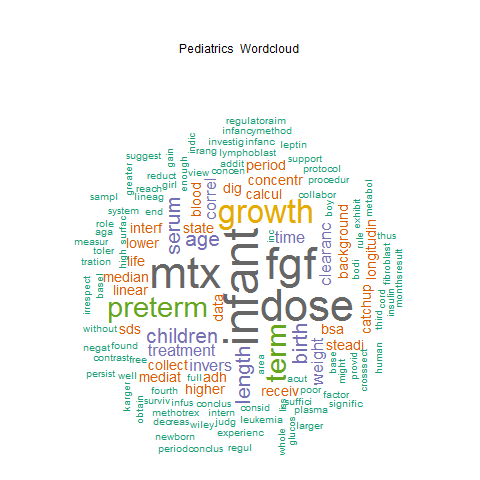 Pediatrics Wordcloud
regulatoraim
infancymethod
investig infanc
leptin
lymphoblast
nrang
indic
gain
suggest
greater
reduct
girl
enough
view
addit
concen
period
support
protocol
procedur
concentr
reach
lineag
blood
correl
dig
calcul
collabor
sampl
serum
growth
boy
exhibit
metabol
system
end
role
aga
high
surfac
interf
state
background
rule
thus
measur
lower
age
inc
time
clearanc
longitudin
toler
tration
life
mtx
infant
fgf
bodi
fibroblast
insulin
monthsresult
irrespect
basel
median
linear
data
dose
catchup
third
cord
preterm
without
sds
children
term
birth
bsa
negat
found
contrast
free
treatment
length
weight
steadi
base
might
provid
crosssect
human
persist
well
collect
invers
area
mediat
full
adh
acut
karger
obtain
fourth
higher
receiv
poor
factor
surviv
infus
conclus
consid
les
suffici
signific
methotrex
intern
plasma
decreas
wiley
judg
leukemia
glucos
larger
newborn
experienc
whole
periodconclus
regul